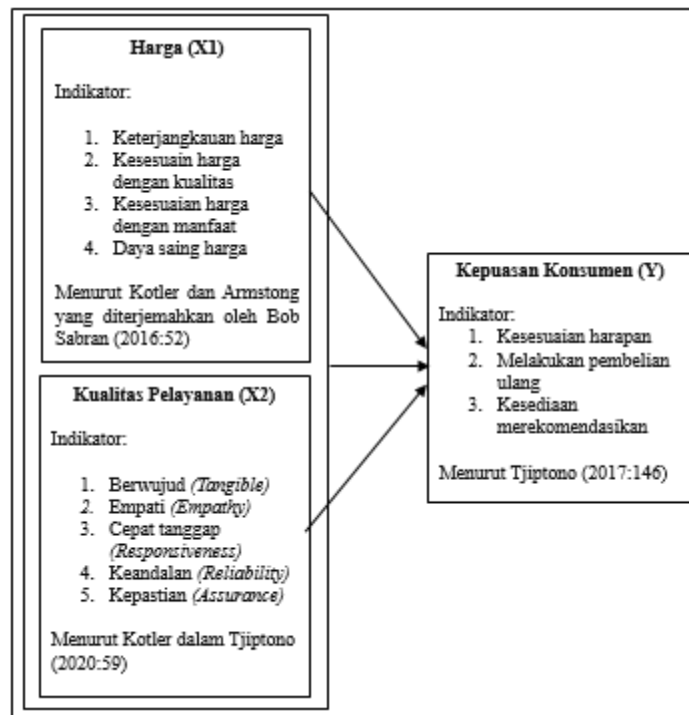 Harga (X1)
Indikator:
1. Keterjangkauan harga
2. Kesesuain harga
dengan kualitas
3. Kesesuaian harga
dengan manfaat
4. Daya saing harga
Menurut Kotler dan Armstong
yang diterjemahkan oleh Bob
Sabran (2016:52)
Kualitas Pelayanan (X2)
Indikator:
1. Berwujud (Tangible)
2. Empati (Empathy)
3. Cepat tanggap
(Responsiveness)
4. Keandalan (Reliability)
5. Kepastian (Assurance)
Menurut Kotler dalam Tjiptono
(2020:59)
Kepuasan Konsumen (Y)
Indikator:
1. Kesesuaian harapan
2. Melakukan pembelian
ulang
3. Kesediaan
merekomendasikan
Menurut Tjiptono (2017:146)